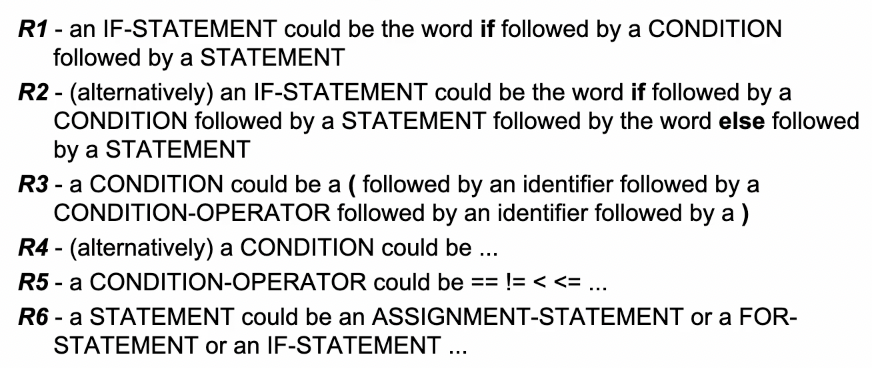 R1 - an IF-STATEMENT could be the word if followed by a CONDITION
followed by a STATEMENT
R2 - (alternatively) an IF-STATEMENT could be the word if followed by a
CONDITION followed by a STATEMENT followed by the word else followed
by a STATEMENT
R3 - a CONDITION could be a ( followed by an identifier followed by a
CONDITION-OPERATOR followed by an identifier followed by a )
R4 - (alternatively) a CONDITION could be ...
R5 - a CONDITION-OPERATOR could be == != < <= ...
R6 - a STATEMENT could be an ASSIGNMENT-STATEMENT or a FOR-
STATEMENT or an IF-STATEMENT ...